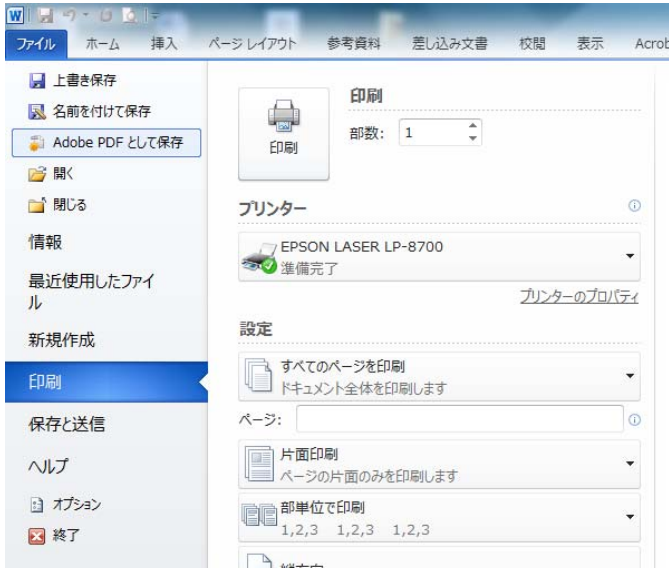 W
ファイル ホーム 挿入 ページ レイアウト 参考資料 差し込み文書 校閲 表示 Acrob
上書き保存
名前を付けて保存
Adobe PDF として保存
開く
閉じる
情報
最近使用したファイ
ル
新規作成
印刷
保存と送信
ヘルプ
オプション
終了
印刷
印刷
部数: 1
プリンター
EPSON LASER LP-8700
準備完了
プリンターのプロパティ
設定
すべてのページを印刷
ドキュメント全体を印刷します
ページ:
片面印刷
ページの片面のみを印刷します
部単位で印刷
1,2,3 1,2,3 1,2,3